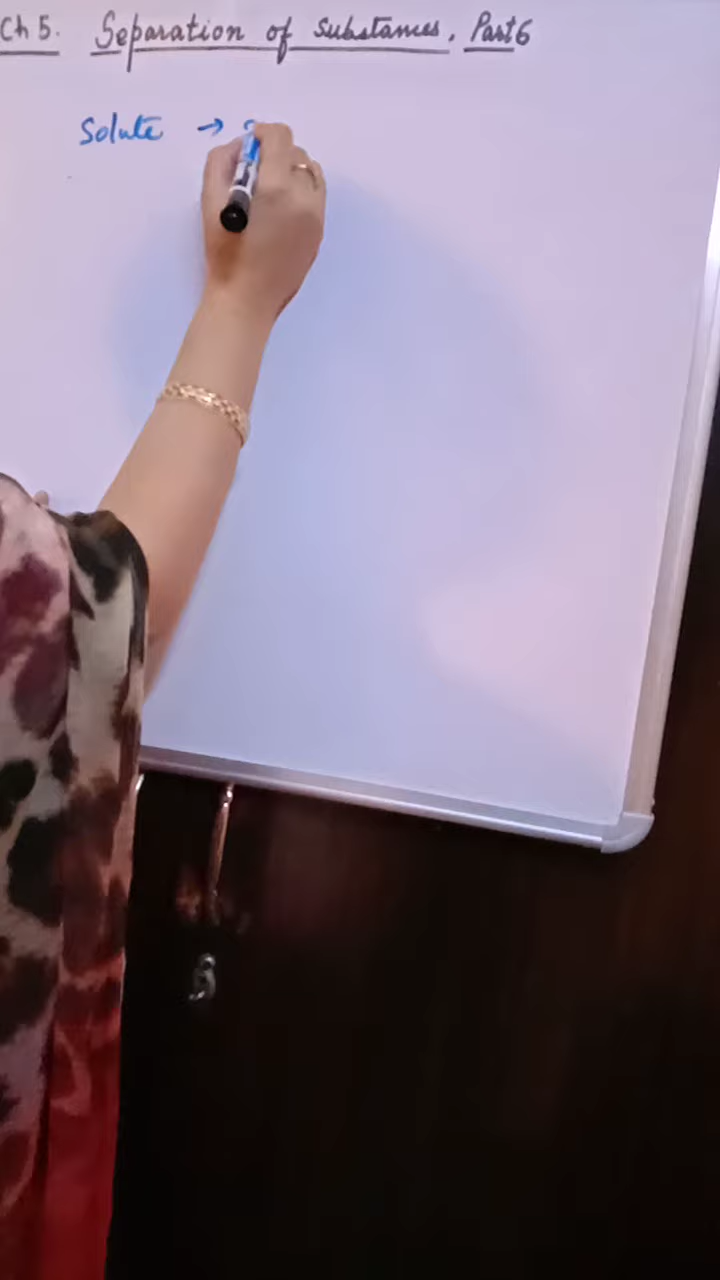 Ch 5. Separation of Substances. Part 6
Solute →